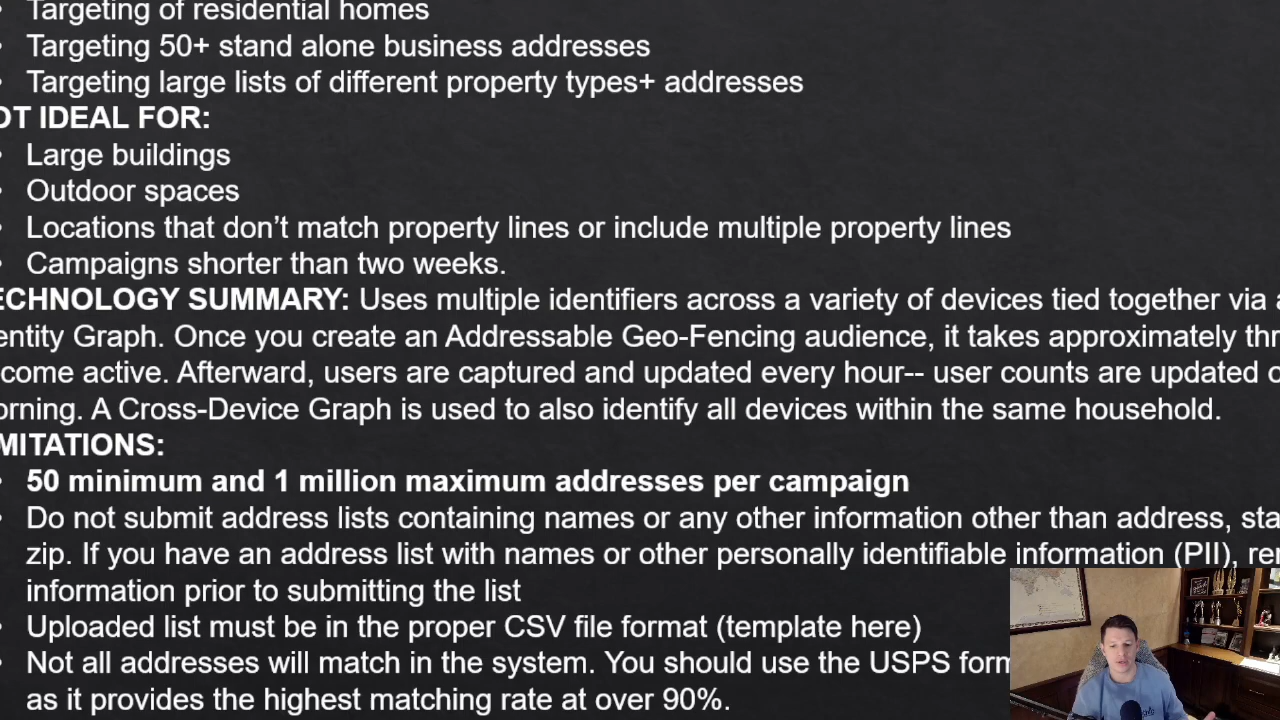 Targeting of residential homes
• Targeting 50+ stand alone business addresses
• Targeting large lists of different property types+ addresses
OT IDEAL FOR:
• Large buildings
• Outdoor spaces
• Locations that don’t match property lines or include multiple property lines
• Campaigns shorter than two weeks.
ECHNOLOGY SUMMARY: Uses multiple identifiers across a variety of devices tied together via a
entity Graph. Once you create an Addressable Geo-Fencing audience, it takes approximately thr
come active. Afterward, users are captured and updated every hour-- user counts are updated o
orning. A Cross-Device Graph is used to also identify all devices within the same household.
MITATIONS:
• 50 minimum and 1 million maximum addresses per campaign
• Do not submit address lists containing names or any other information other than address, sta
zip. If you have an address list with names or other personally identifiable information (PII), re
information prior to submitting the list
• Uploaded list must be in the proper CSV file format (template here)
• Not all addresses will match in the system. You should use the USPS form
as it provides the highest matching rate at over 90%.